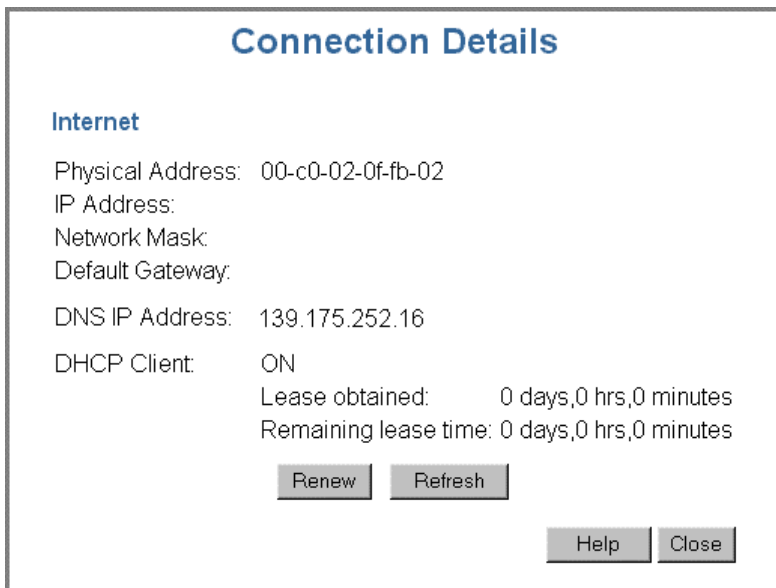 Connection Details
Internet
Physical Address: 00-c0-02-0f-fb-02
IP Address:
Network Mask:
Default Gateway:
DNS IP Address: 139.175.252.16
DHCP Client: ON
Lease obtained: 0 days,0 hrs,0 minutes
Remaining lease time: 0 days,0 hrs,0 minutes
Renew Refresh
Help Close